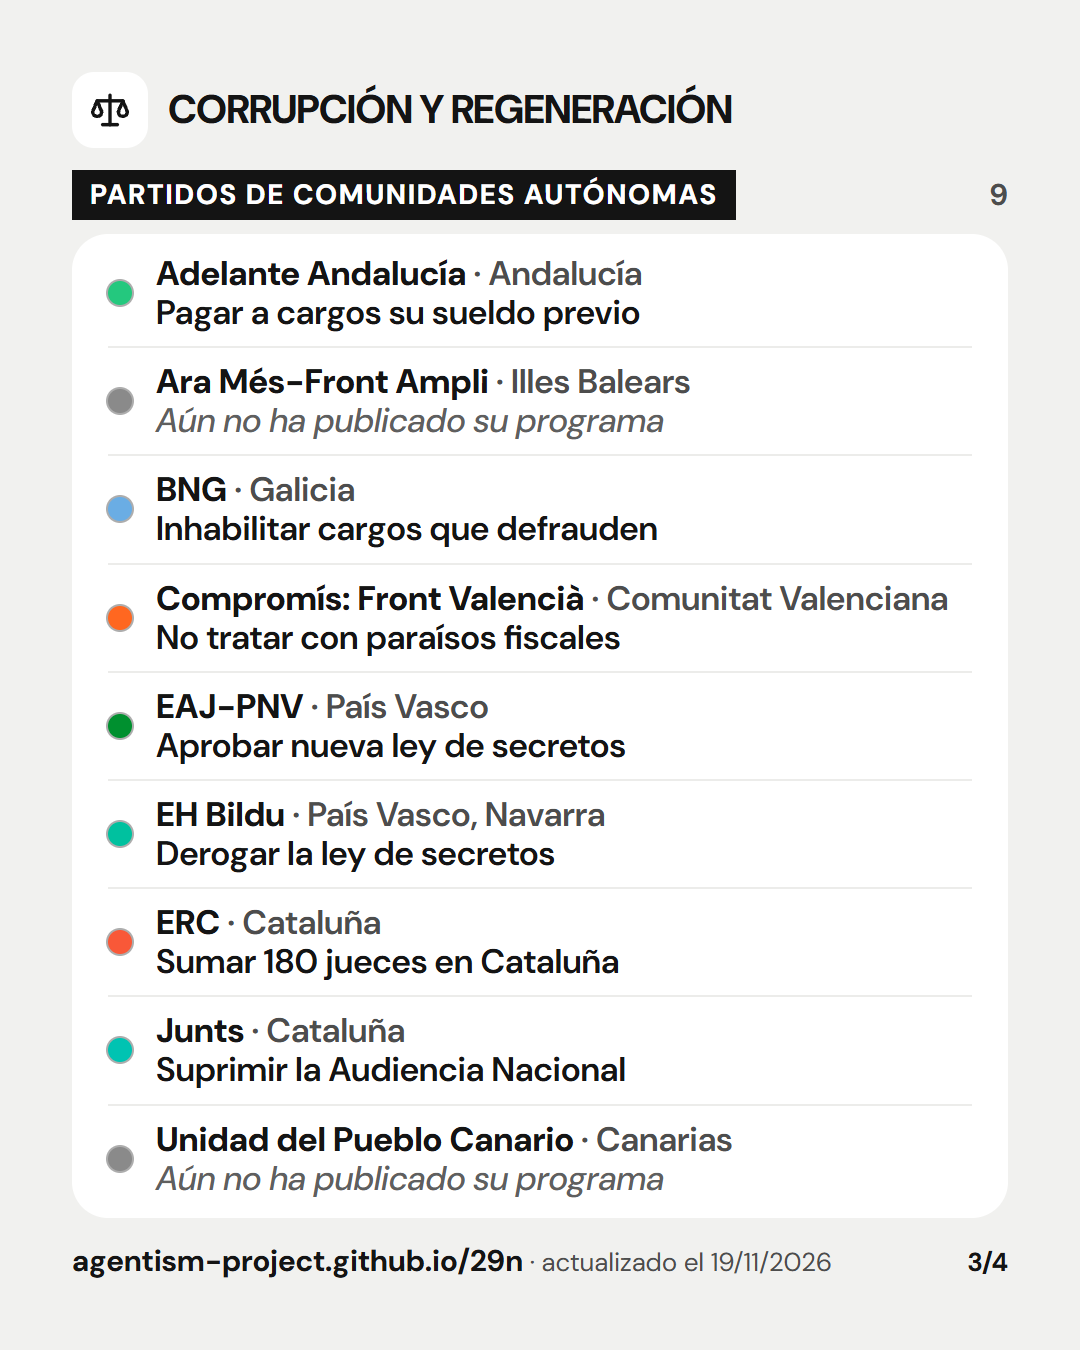 CORRUPCIÓN Y REGENERACIÓN
PARTIDOS DE COMUNIDADES AUTÓNOMAS 9
Adelante Andalucía · Andalucía
Pagar a cargos su sueldo previo
Ara Més-Front Ampli · Illes Balears
Aún no ha publicado su programa
BNG · Galicia
Inhabilitar cargos que defrauden
Compromís: Front Valencià · Comunitat Valenciana
No tratar con paraísos fiscales
EAJ-PNV · País Vasco
Aprobar nueva ley de secretos
EH Bildu · País Vasco, Navarra
Derogar la ley de secretos
ERC · Cataluña
Sumar 180 jueces en Cataluña
Junts · Cataluña
Suprimir la Audiencia Nacional
Unidad del Pueblo Canario · Canarias
Aún no ha publicado su programa
agentism-project.github.io/29n · actualizado el 19/11/2026 3/4